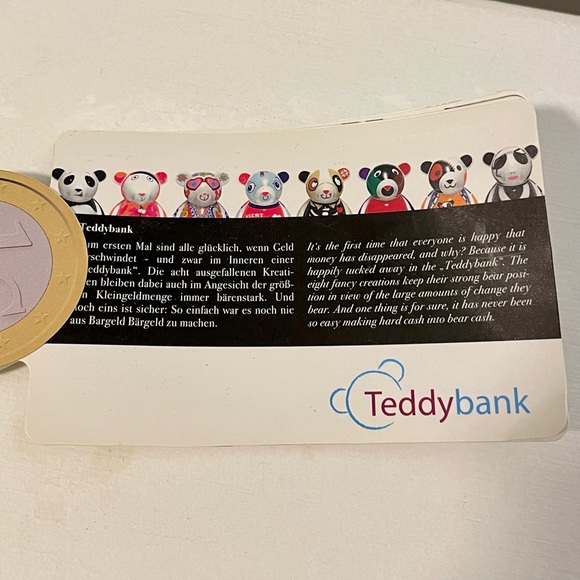 Teddybank
um ersten Mal sind alle glücklich, wenn Geld
rschwindet - und zwar im Inneren einer
eddybank“. Die acht ausgefallenen Kreati-
en bleiben dabei auch im Angesicht der größ-
n Kleingeldmenge immer bärenstark. Und
och eins ist sicher: So einfach war es noch nie
aus Bargeld Bärgeld zu machen.
It's the first time that everyone is happy that
money has disappeared, and why? Because it is
happily tucked away in the „Teddybank“. The
eight fancy creations keep their strong bear posi-
tion in view of the large amounts of change they
bear. And one thing is for sure, it has never been
so easy making hard cash into bear cash.
Teddybank